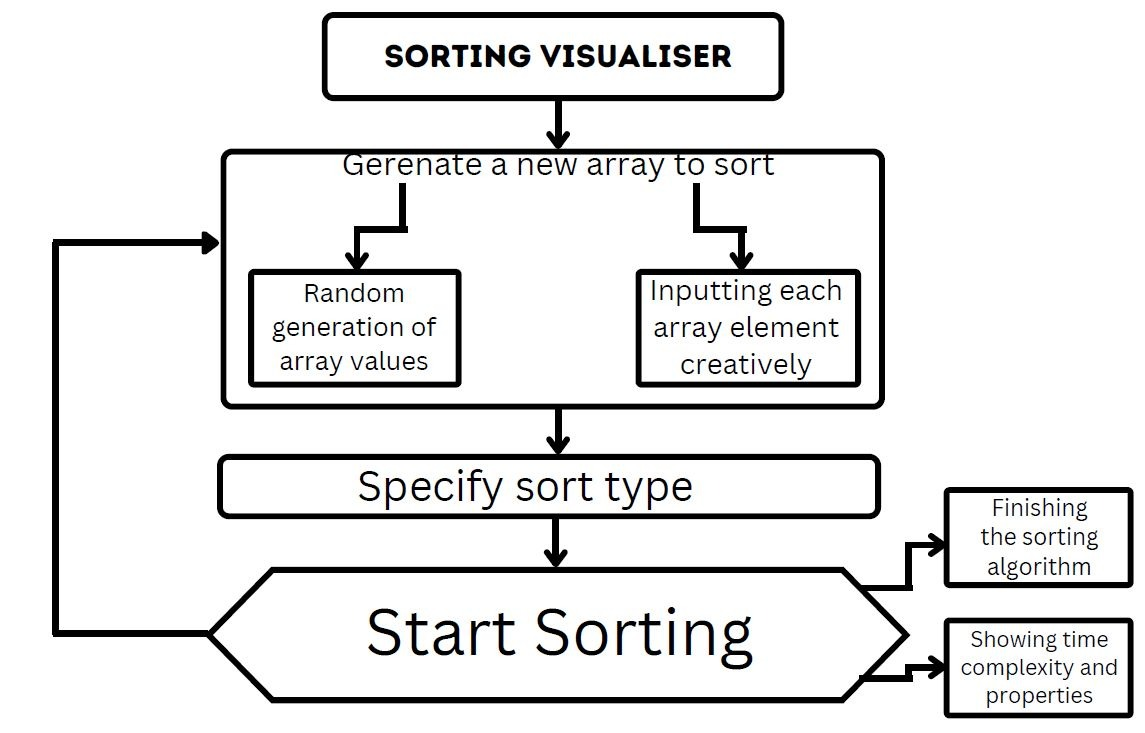 SORTING VISUALISER
Gerenate a new array to sort
Random
generation of
array values
Inputting each
array element
creatively
Specify sort type
Start Sorting
Finishing
the sorting
algorithm
Showing time
complexity and
properties